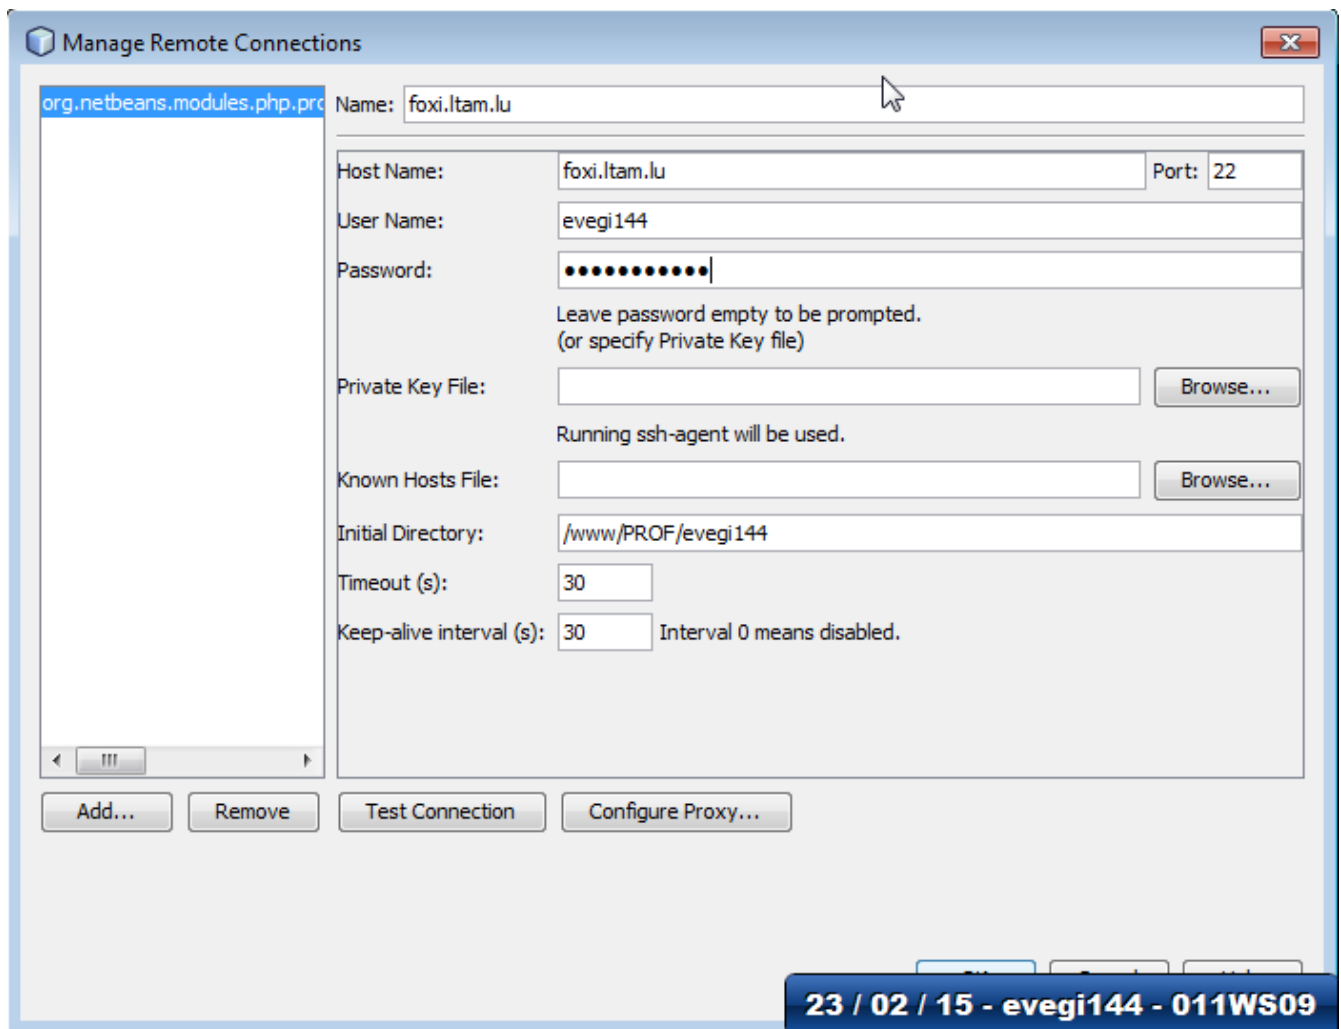 Manage Remote Connections
org.netbeans.modules.php.pro
Name: foxi.ltam.lu
Host Name: foxi.ltam.lu Port: 22
User Name: evegi144
Password: ●●●●●●●●●●●
Leave password empty to be prompted.
(or specify Private Key file)
Private Key File: Browse...
Running ssh-agent will be used.
Known Hosts File: Browse...
Initial Directory: /www/PROF/evegi144
Timeout (s): 30
Keep-alive interval (s): 30 Interval 0 means disabled.
Add... Remove Test Connection Configure Proxy...
23 / 02 / 15 - evegi144 - 011WS09